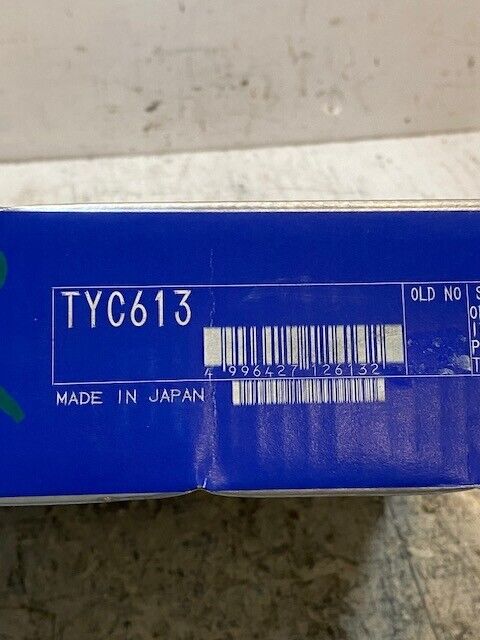 TYC613
OLD NO
4 996427 126132
MADE IN JAPAN